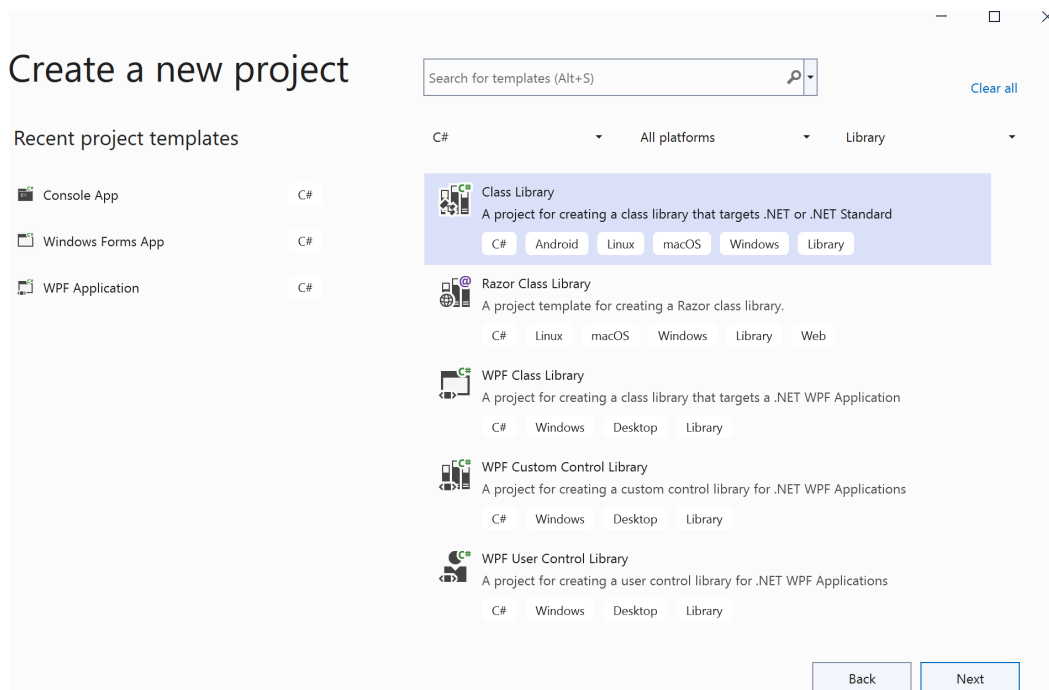 Create a new project
Search for templates (Alt+S)
Clear all
Recent project templates
C#
All platforms
Library
Console App
C#
Windows Forms App
C#
WPF Application
C#
Class Library
A project for creating a class library that targets .NET or .NET Standard
C# Android Linux macOS Windows Library
Razor Class Library
A project template for creating a Razor class library.
C# Linux macOS Windows Library Web
WPF Class Library
A project for creating a class library that targets a .NET WPF Application
C# Windows Desktop Library
WPF Custom Control Library
A project for creating a custom control library for .NET WPF Applications
C# Windows Desktop Library
WPF User Control Library
A project for creating a user control library for .NET WPF Applications
C# Windows Desktop Library
Back
Next